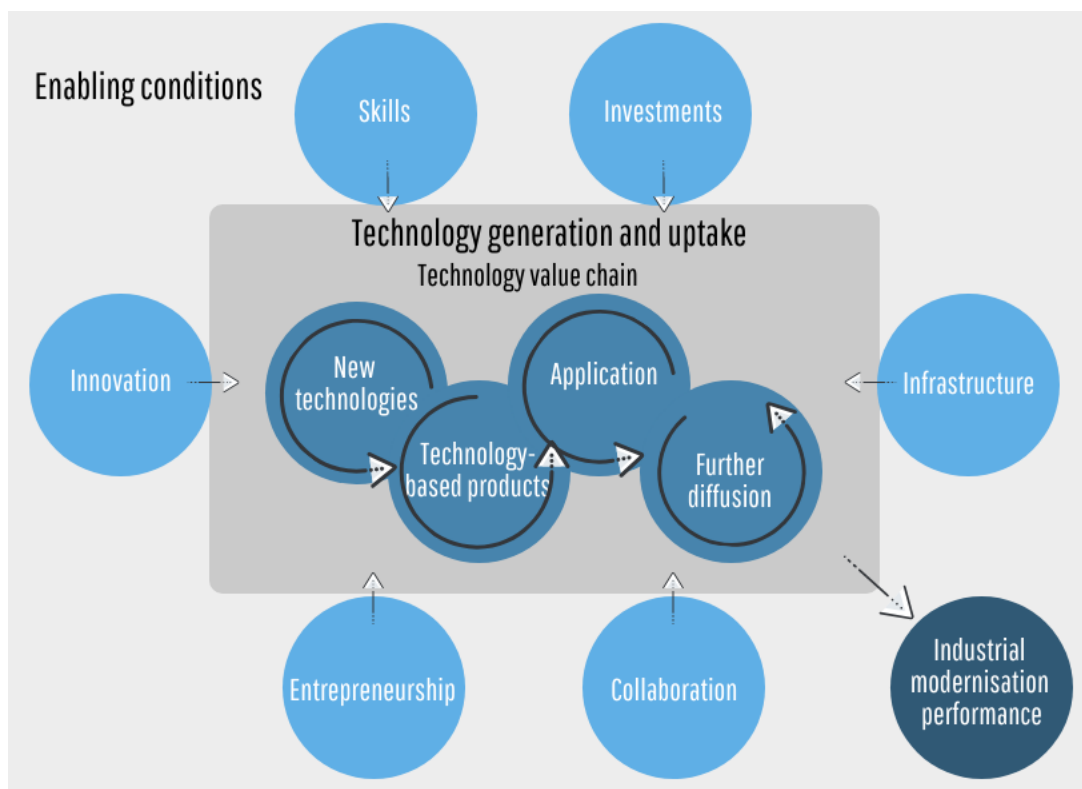 Enabling conditions
Skills
Investments
Technology generation and uptake
Technology value chain
Innovation
New
technologies
Technology-
based products
Application
Further
diffusion
Infrastructure
Entrepreneurship
Collaboration
Industrial
modernisation
performance